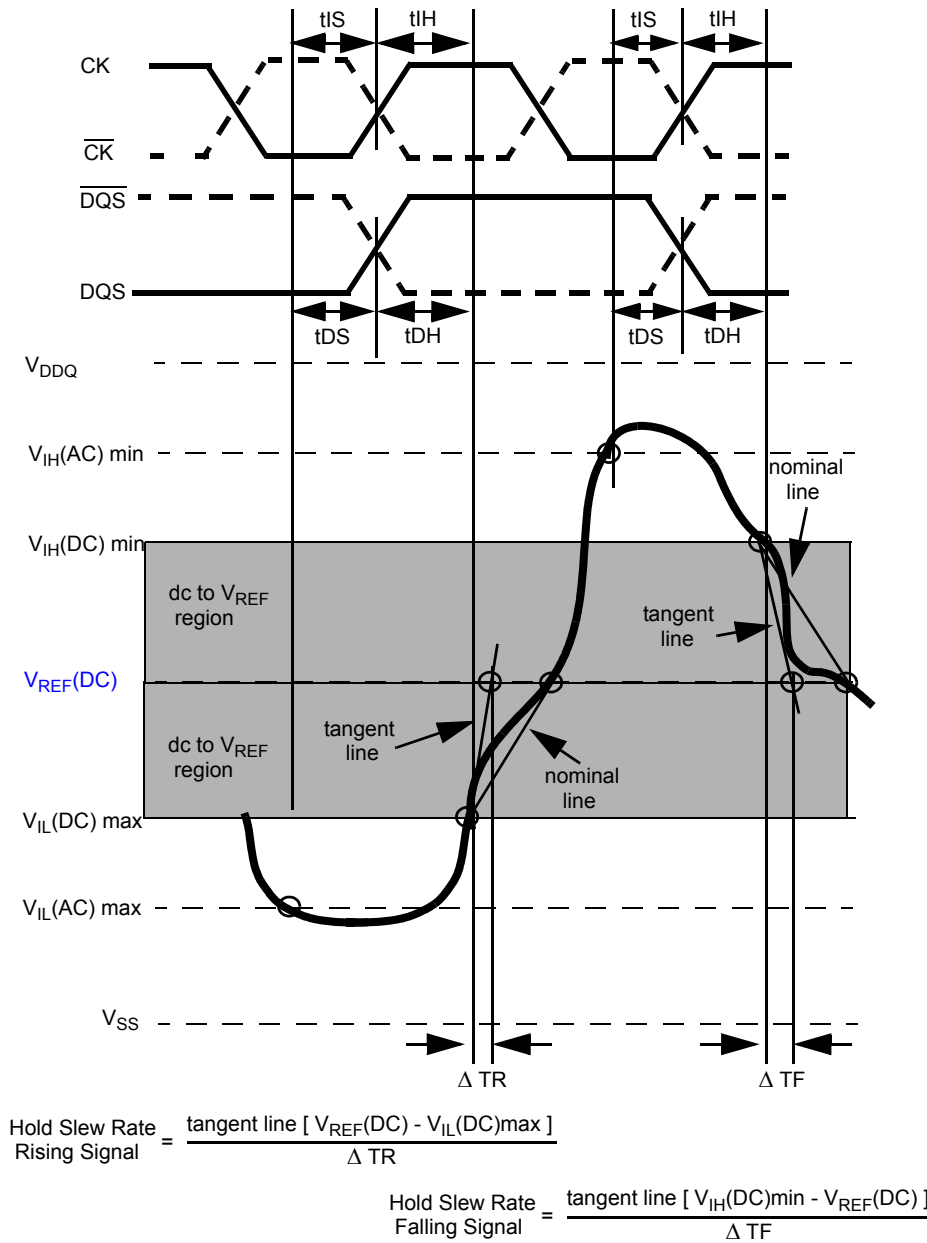 tIS tIH tIS tIH
CK
CK
DQS
DQS
tDS tDH tDS tDH
VDDQ
VIH(AC) min
nominal
line
VIH(DC) min
dc to VREF
region
tangent
line
VREF(DC)
tangent
line
dc to VREF
region
nominal
line
VIL(DC) max
VIL(AC) max
VSS
Δ TR Δ TF
Hold Slew Rate
Rising Signal = tangent line [ VREF(DC) - VIL(DC)max ]
Δ TR
Hold Slew Rate
Falling Signal = tangent line [ VIH(DC)min - VREF(DC) ]
Δ TF